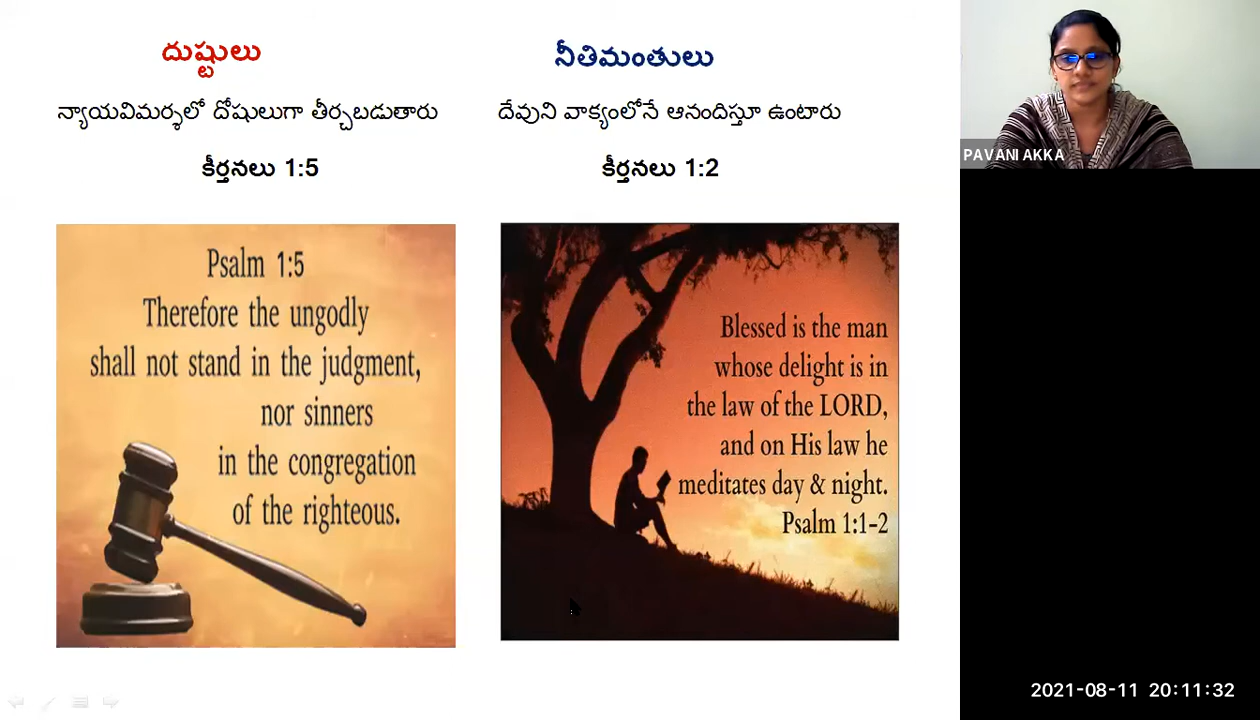 దుష్టులు
న్యాయవిమర్శలో దోషులుగా తీర్చబడుతారు
కీర్తనలు 1:5
Psalm 1:5
Therefore the ungodly
shall not stand in the judgment,
nor sinners
in the congregation
of the righteous.
నీతిమంతులు
దేవుని వాక్యంలోనే ఆనందిస్తూ ఉంటారు
కీర్తనలు 1:2
Blessed is the man
whose delight is in
the law of the LORD,
and on His law he
meditates day & night.
Psalm 1:1-2
PAVANI AKKA
2021-08-11 20:11:32